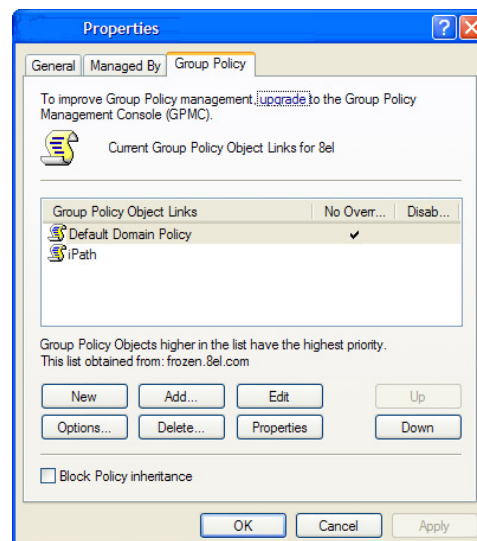 Properties
General Managed By Group Policy
To improve Group Policy management, upgrade to the Group Policy
Management Console (GPMC).
Current Group Policy Object Links for 8el
Group Policy Object Links No Overr... Disab...
Default Domain Policy
iPath
Group Policy Objects higher in the list have the highest priority.
This list obtained from: frozen.8el.com
New Add... Edit Up
Options... Delete... Properties Down
Block Policy inheritance
OK Cancel Apply